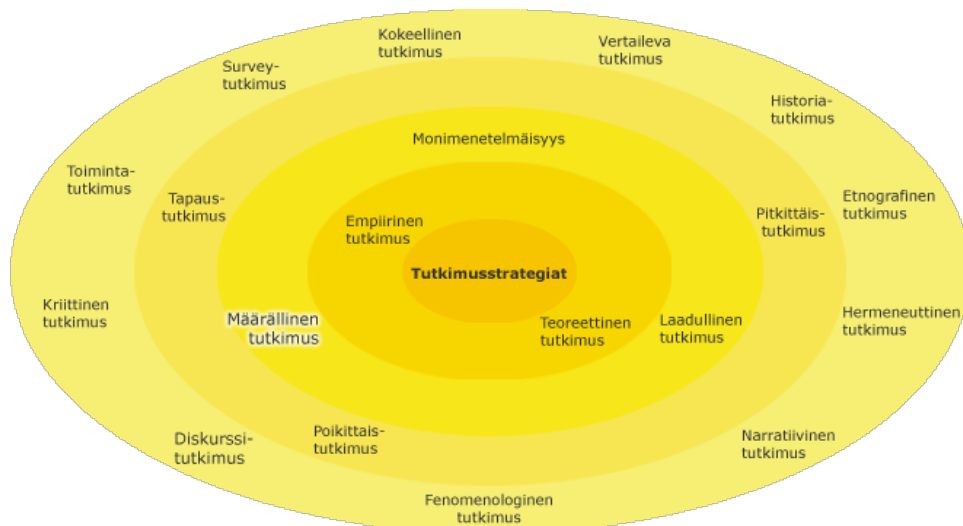 Kokeellinen
tutkimus
Vertaileva
tutkimus
Survey-
tutkimus
Historia-
tutkimus
Monimenetelmäisyys
Toiminta-
tutkimus
Tapaus-
tutkimus
Etnografinen
tutkimus
Pitkittäis-
tutkimus
Empiirinen
tutkimus
Tutkimusstrategiat
Kriittinen
tutkimus
Määrällinen
tutkimus
Teoreettinen
tutkimus
Laadullinen
tutkimus
Hermeneuttinen
tutkimus
Diskurssi-
tutkimus
Poikittais-
tutkimus
Narratiivinen
tutkimus
Fenomenologinen
tutkimus